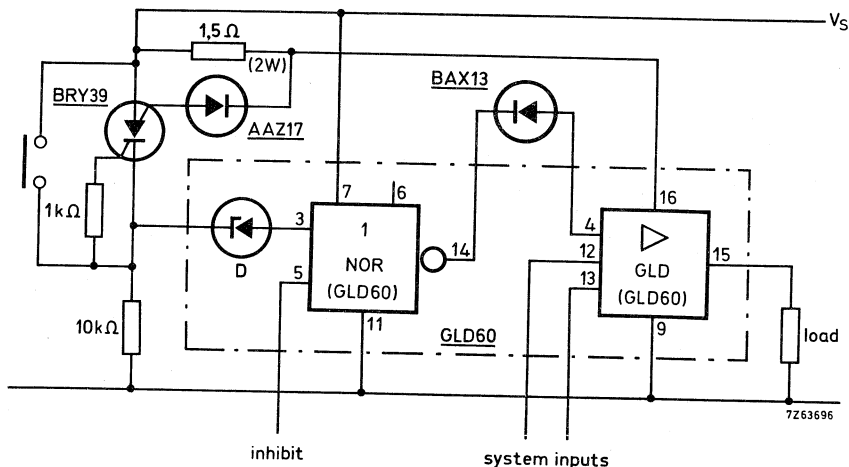 1,5 Ω
(2W)
V_S
BRY39
BAX13
AAZ17
7
6
16
1kΩ
3
1
4
14
12
15
D
5
NOR
(GLD60)
13
GLD
(GLD60)
10kΩ
11
GLD60
9
load
7Z63696
inhibit
system inputs